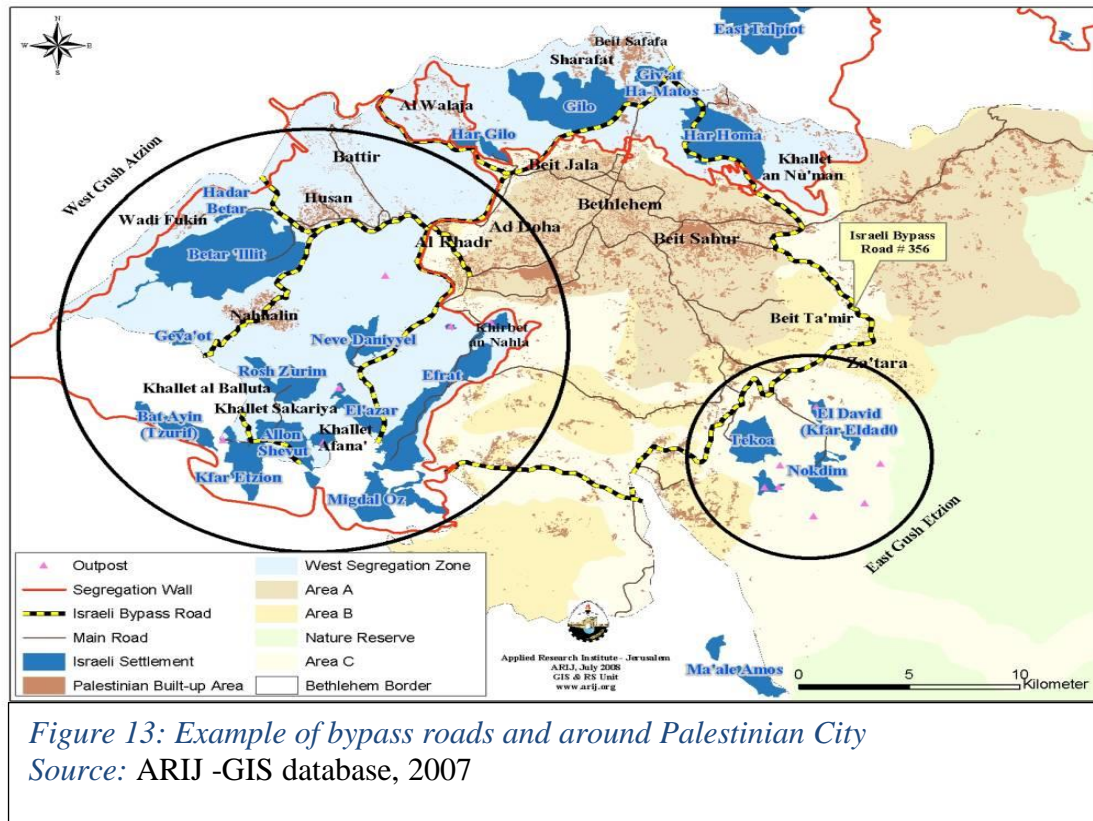 N
W
E
S
East Talpiot
Beit Safafa
Sharafat
Giv'at
Ha-Matos
Gilo
Al Walaja
Har Gilo
Har Homa
Khallet
an Nu'man
Beit Jala
Battir
West Gush Atzion
Hadar
Betar
Wadi Fukin
Husan
Bethlehem
Ad Doha
Al Khadr
Beit Sahur
Israeli Bypass
Road # 356
Betar 'Illit
Nahhalin
Beit Ta'mir
Geva'ot
Neve Daniyyel
Khirbet
an Nahla
Za'tara
Rosh Zurim
Efrat
Khallet al Balluta
Khallet Sakariya
El'azar
El David
(Kfar Eldad0
Bat Ayin
(Tzurif)
Allon
Shevut
Khallet
Afana'
Tekoa
Nokdim
Kfar Etzion
Migdal Oz
East Gush Etzion
Outpost
Segregation Wall
Israeli Bypass Road
Main Road
Israeli Settlement
Palestinian Built-up Area
West Segregation Zone
Area A
Area B
Nature Reserve
Area C
Bethlehem Border
Applied Research Institute - Jerusalem
ARIJ, July 2008
GIS & RS Unit
www.arij.org
Ma'ale Amos
0 5 10
Kilometer
Figure 13: Example of bypass roads and around Palestinian City
Source: ARIJ -GIS database, 2007